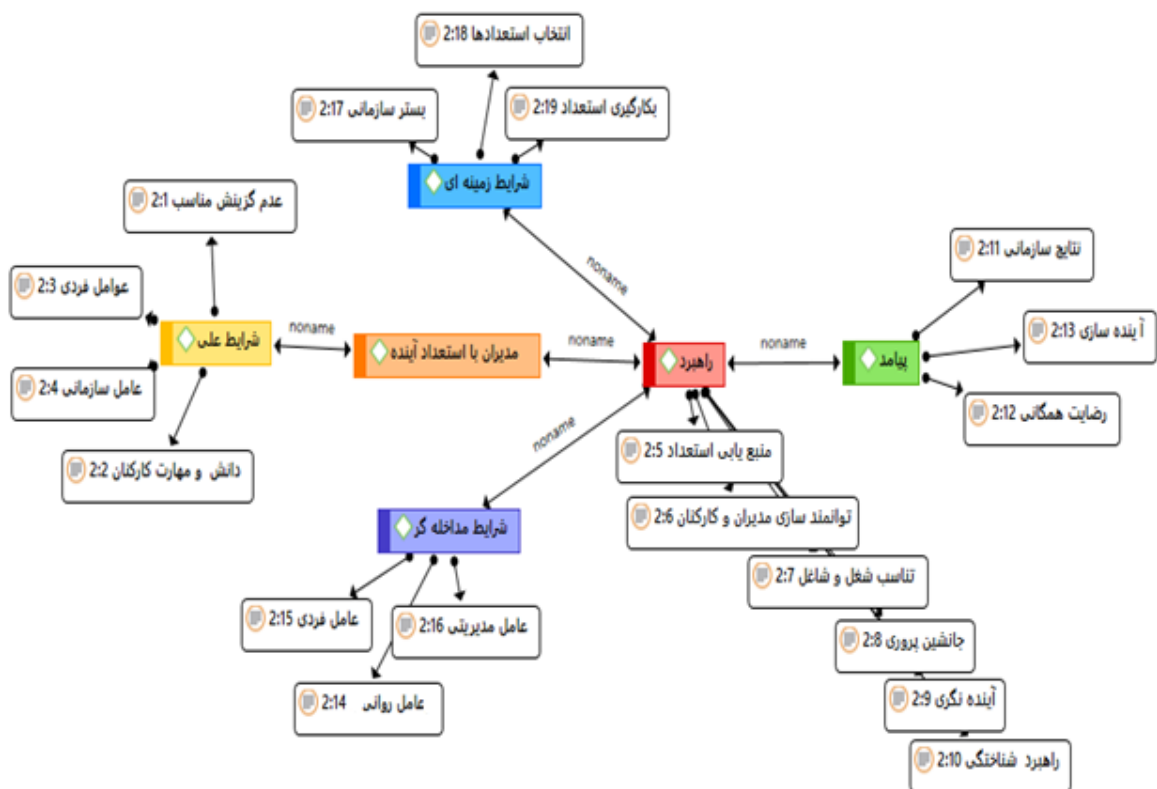 2:18 انتخاب استعدادها
2:17 بستر سازمانی
2:19 بکارگیری استعداد
شرایط زمینه ای
2:1 عدم گزینش مناسب
2:3 عوامل فردی
شرایط علی
2:4 عامل سازمانی
2:2 دانش و مهارت کارکنان
noname
مدیران با استعداد آینده
noname
noname
راهبرد
noname
پیامد
2:11 نتایج سازمانی
2:13 آ ینده سازی
2:12 رضایت همگانی
noname
2:5 منبع یابی استعداد
2:6 توانمند سازی مدیران و کارکنان
2:7 تناسب شغل و شاغل
2:8 جانشین پروری
2:9 آینده نگری
2:10 راهبرد شناختگی
شرایط مداخله گر
2:15 عامل فردی
2:16 عامل مدیریتی
2:14 عامل روانی